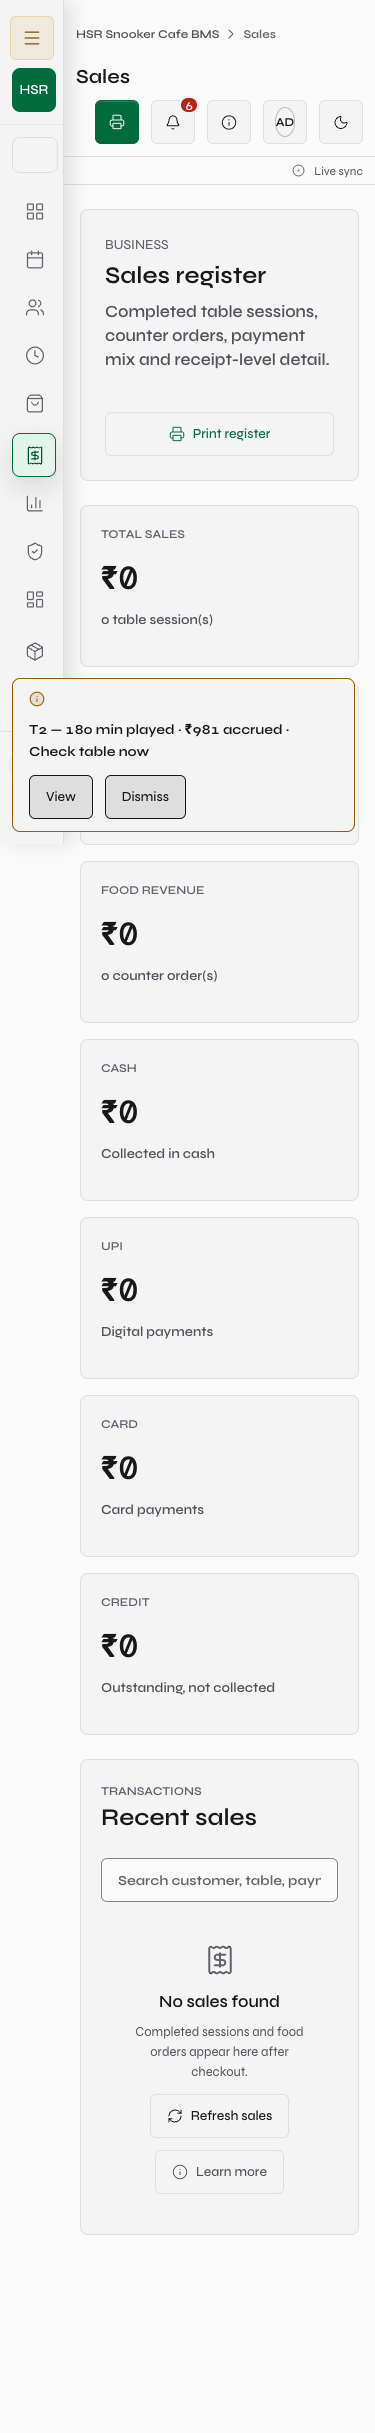 HSR Snooker Cafe BMS > Sales
HSR
Sales
6
AD
Live sync
BUSINESS
Sales register
Completed table sessions,
counter orders, payment
mix and receipt-level detail.
Print register
TOTAL SALES
₹0
0 table session(s)
T2 — 180 min played · ₹981 accrued ·
Check table now
View
Dismiss
FOOD REVENUE
₹0
0 counter order(s)
CASH
₹0
Collected in cash
UPI
₹0
Digital payments
CARD
₹0
Card payments
CREDIT
₹0
Outstanding, not collected
TRANSACTIONS
Recent sales
Search customer, table, payr
No sales found
Completed sessions and food
orders appear here after
checkout.
Refresh sales
Learn more